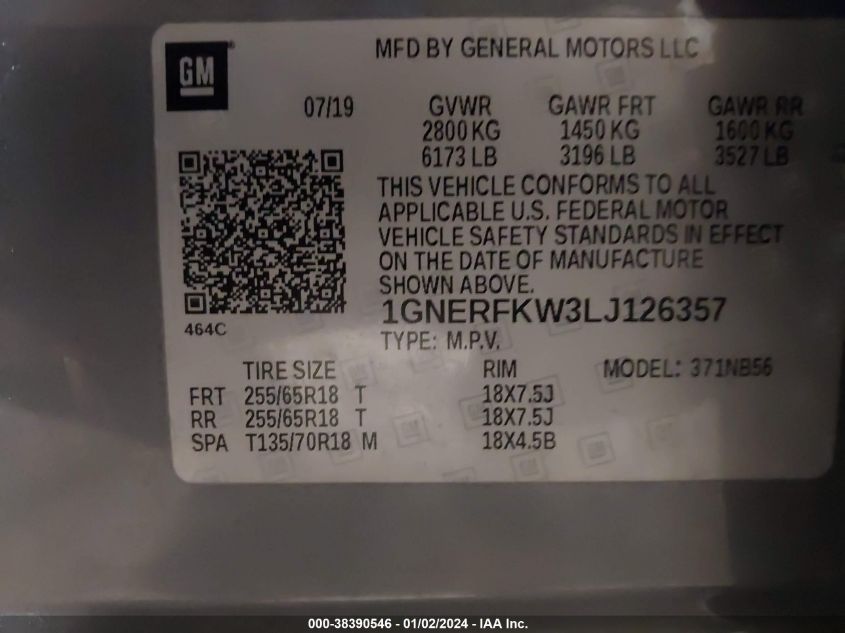 GM
MFD BY GENERAL MOTORS LLC
07/19 GVWR GAWR FRT GAWR RR
2800 KG 1450 KG 1600 KG
6173 LB 3196 LB 3527 LB
THIS VEHICLE CONFORMS TO ALL
APPLICABLE U.S. FEDERAL MOTOR
VEHICLE SAFETY STANDARDS IN EFFECT
ON THE DATE OF MANUFACTURE
SHOWN ABOVE.
1GNERFKW3LJ126357
464C
TYPE: M.P.V.
TIRE SIZE RIM MODEL: 371NB56
FRT 255/65R18 T 18X7.5J
RR 255/65R18 T 18X7.5J
SPA T135/70R18 M 18X4.5B
000-38390546 - 01/02/2024 - IAA Inc.